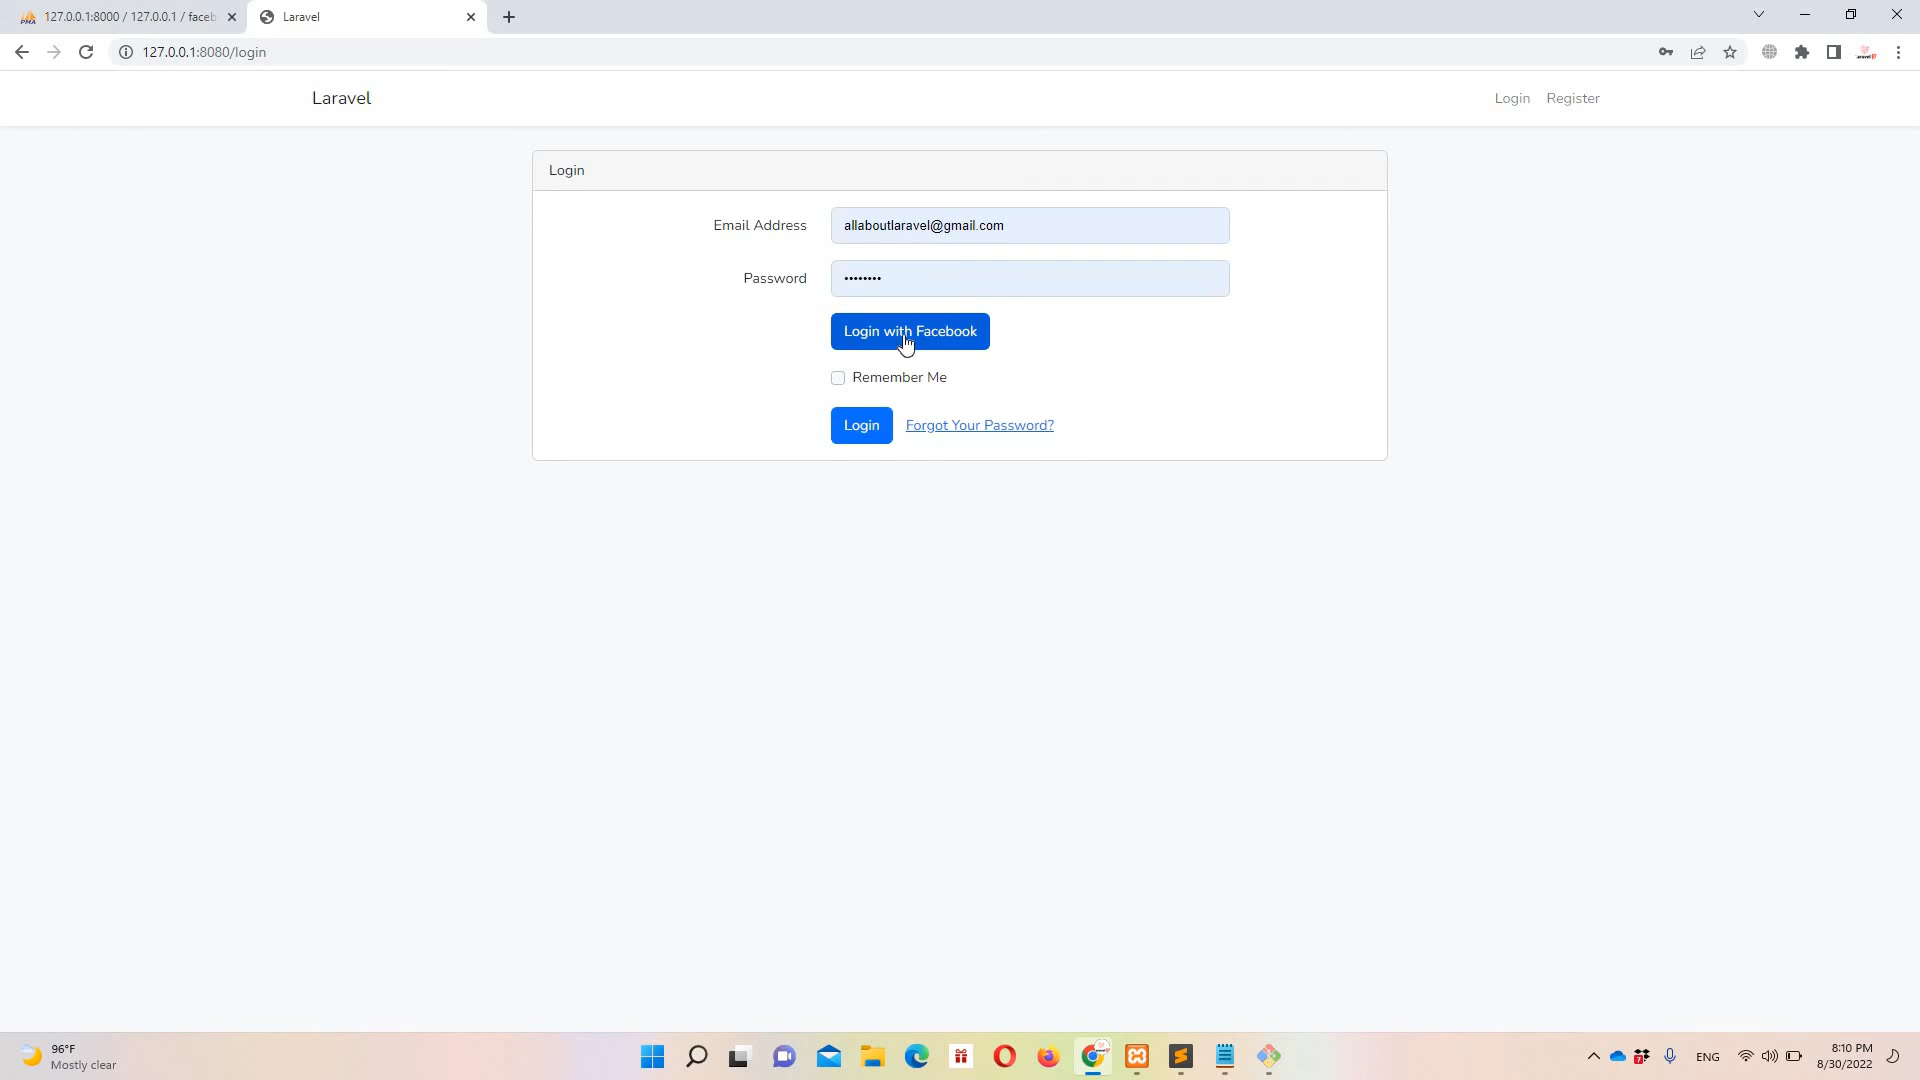 127.0.0.1:8000 / 127.0.0.1 / faceb
Laravel
127.0.0.1:8080/login
Laravel
Login Register
Login
Email Address
allaboutlaravel@gmail.com
Password
••••••••
Login with Facebook
Remember Me
Login
Forgot Your Password?
96°F
Mostly clear
ENG
8:10 PM
8/30/2022